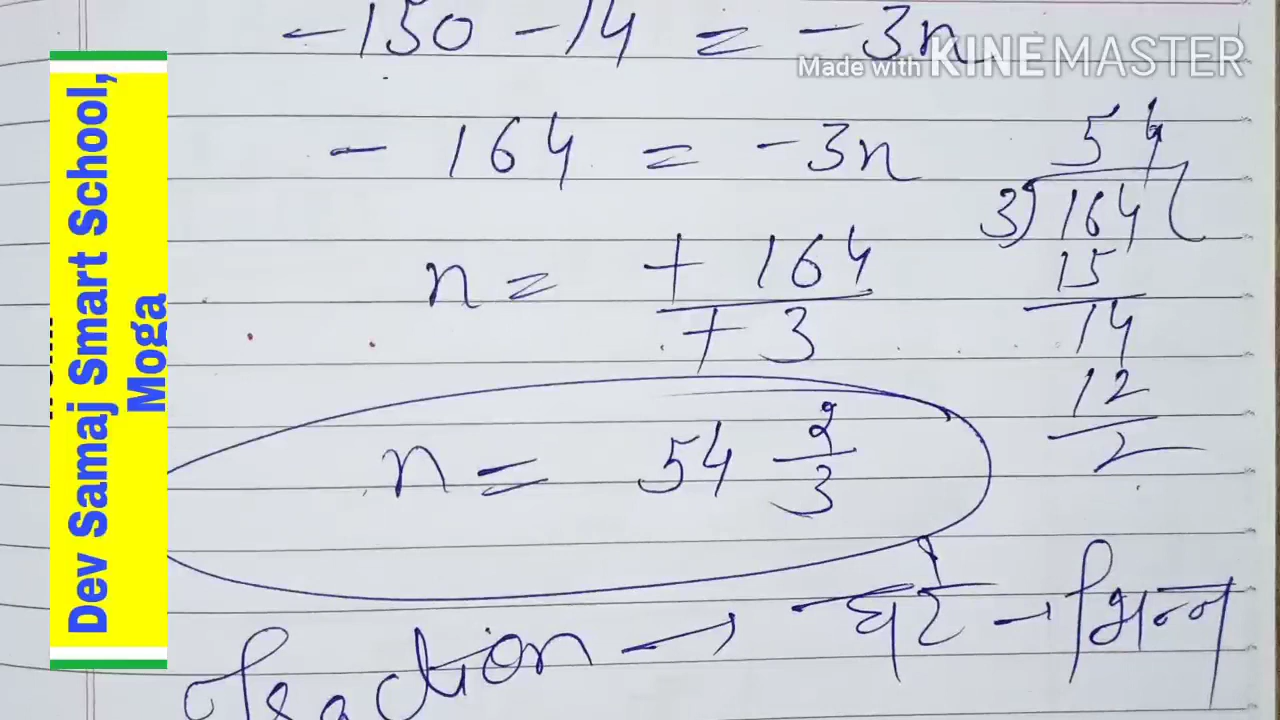 -150 - 14 = -3n
Made with KINEMASTER
- 164 = -3n
n = + 164 / + 3
n = 54 2/3
54
3) 164 (
15
14
12
2
Dev Samaj Smart School,
Moga
fraction →
→ भिन्न